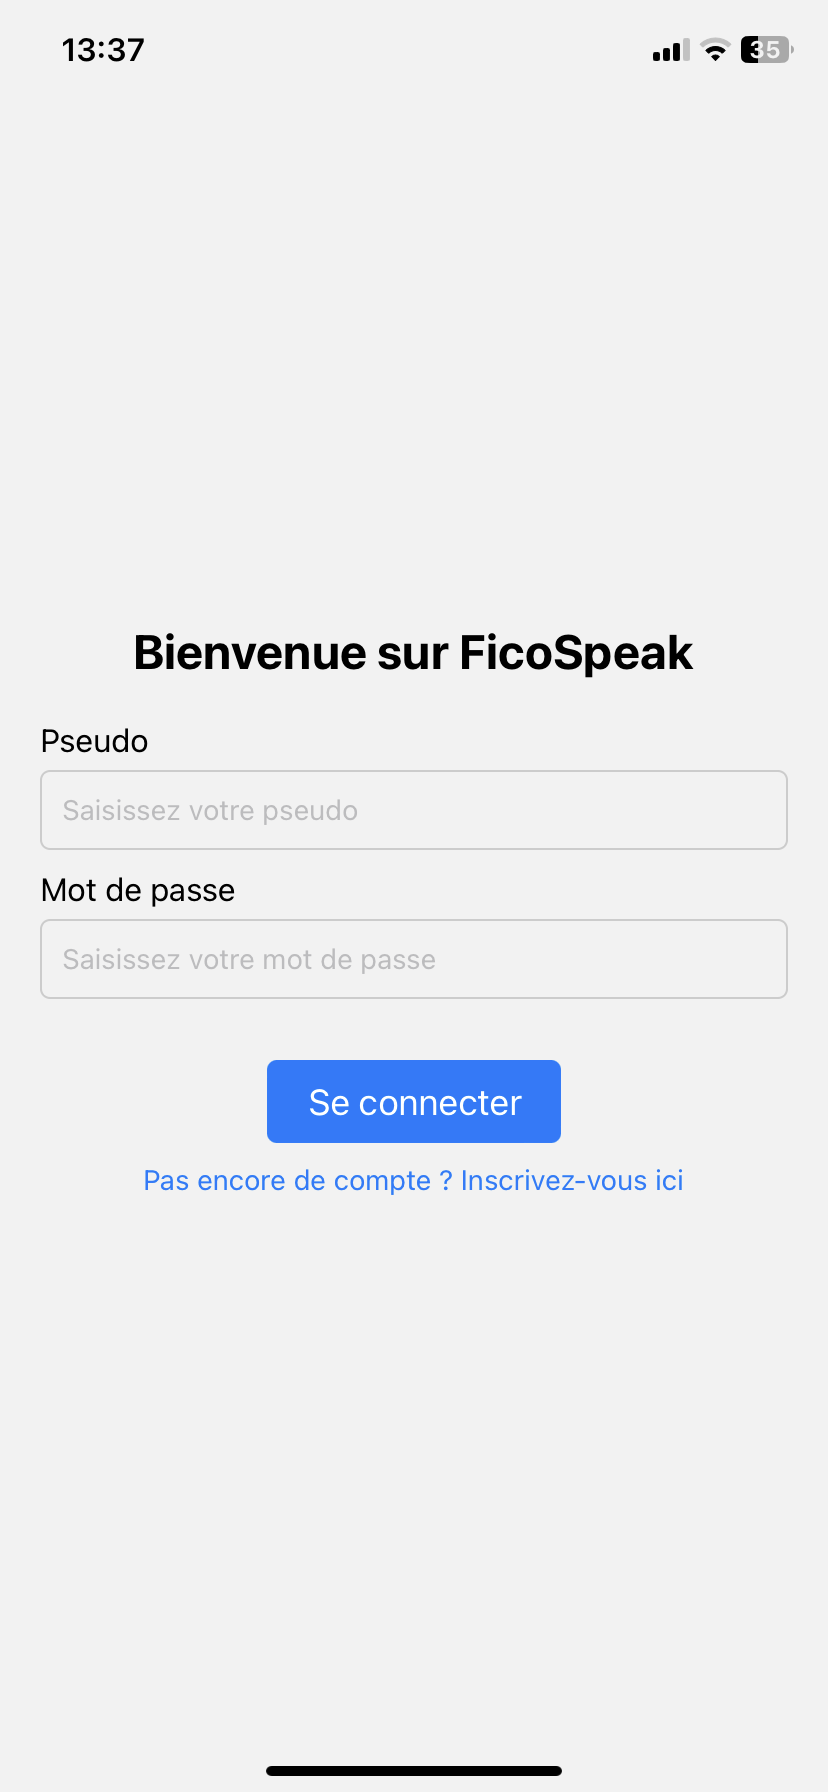 13:37
35
Bienvenue sur FicoSpeak
Pseudo
Saisissez votre pseudo
Mot de passe
Saisissez votre mot de passe
Se connecter
Pas encore de compte ? Inscrivez-vous ici